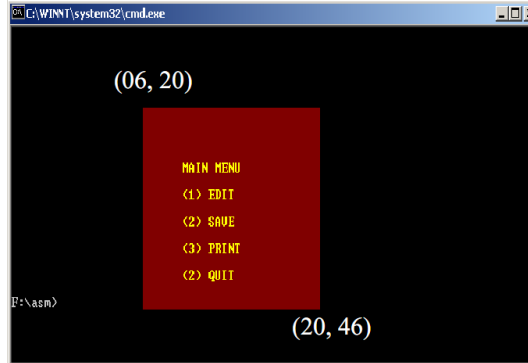 C:\WINNT\system32\cmd.exe
(06, 20)
MAIN MENU
(1) EDIT
(2) SAVE
(3) PRINT
(2) QUIT
F:\asm>
(20, 46)